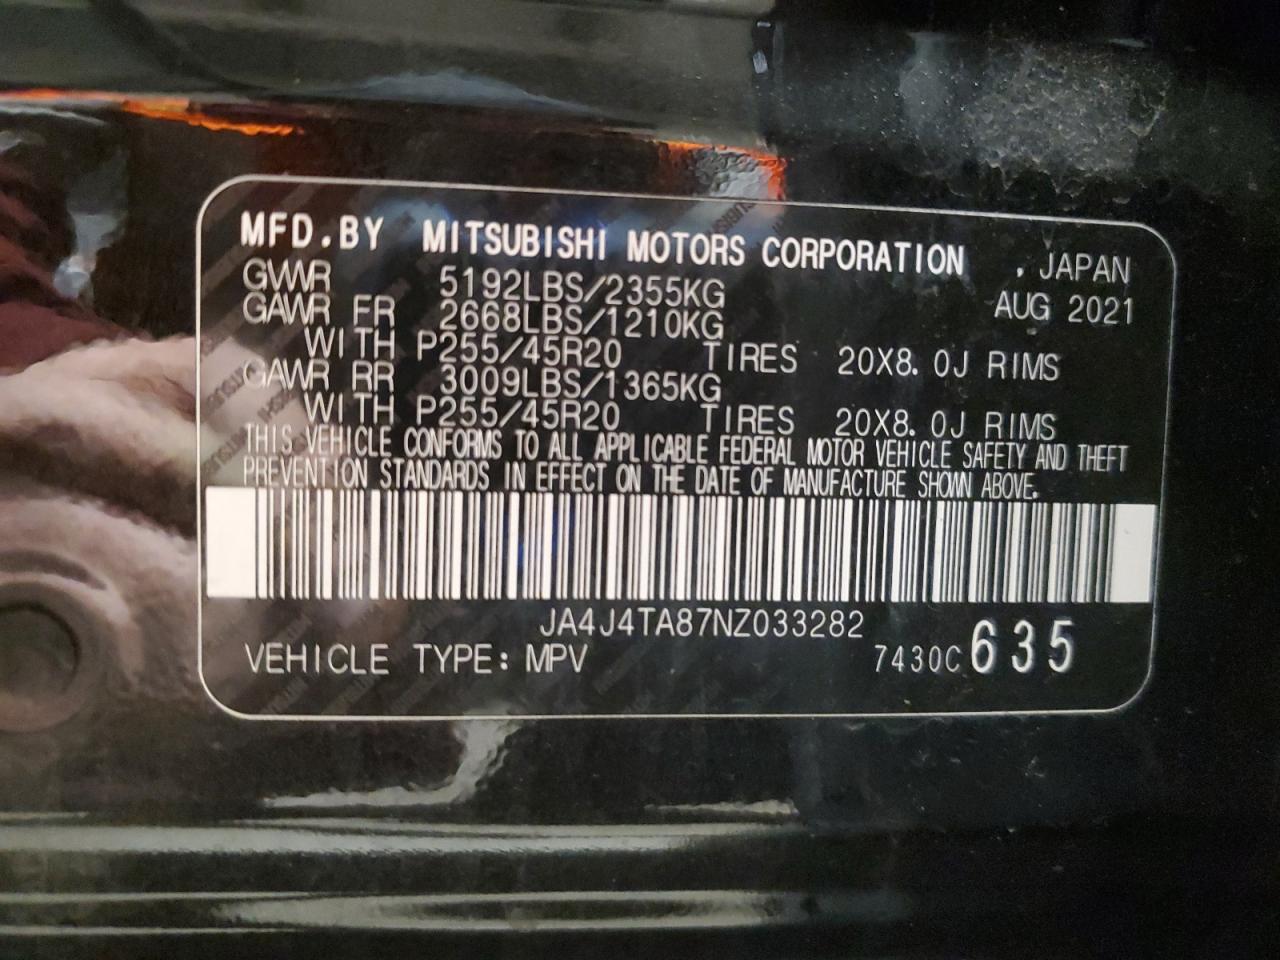 MFD.BY MITSUBISHI MOTORS CORPORATION , JAPAN
GVWR 5192LBS/2355KG AUG 2021
GAWR FR 2668LBS/1210KG
WITH P255/45R20 TIRES 20X8.0J RIMS
GAWR RR 3009LBS/1365KG
WITH P255/45R20 TIRES 20X8.0J RIMS
THIS VEHICLE CONFORMS TO ALL APPLICABLE FEDERAL MOTOR VEHICLE SAFETY AND THEFT
PREVENTION STANDARDS IN EFFECT ON THE DATE OF MANUFACTURE SHOWN ABOVE.
JA4J4TA87NZ033282
VEHICLE TYPE: MPV 7430C 635